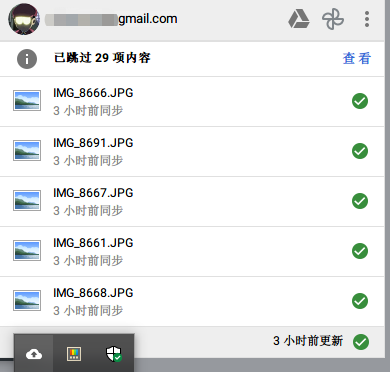 gmail.com
已跳过 29 项内容
查看
IMG_8666.JPG
3 小时前同步
IMG_8691.JPG
3 小时前同步
IMG_8667.JPG
3 小时前同步
IMG_8661.JPG
3 小时前同步
IMG_8668.JPG
3 小时前同步
3 小时前更新